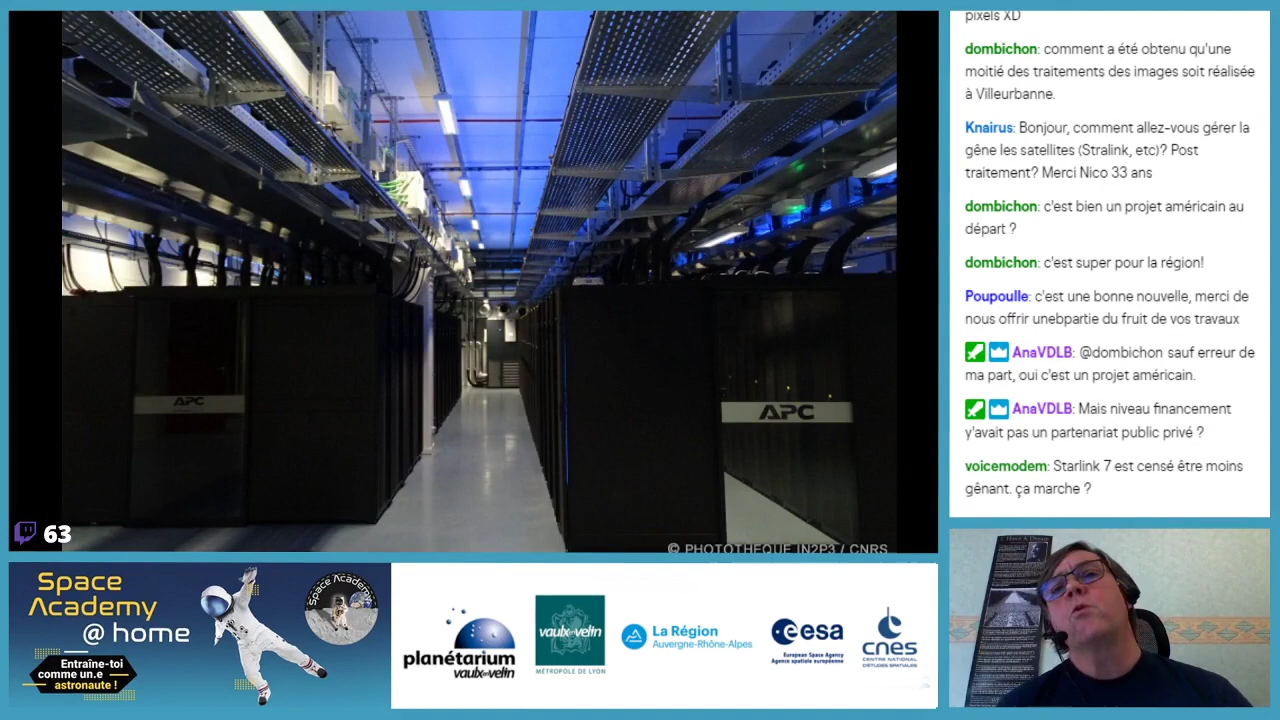 APC
APC
© PHOTOTHEQUE IN2P3 / CNRS
63
pixels XD
dombichon: comment a été obtenu qu'une
moitié des traitements des images soit réalisée
à Villeurbanne.
Knairus: Bonjour, comment allez-vous gérer la
gêne les satellites (Stralink, etc)? Post
traitement? Merci Nico 33 ans
dombichon: c'est bien un projet américain au
départ ?
dombichon: c'est super pour la région!
Poupoulle: c'est une bonne nouvelle, merci de
nous offrir unebpartie du fruit de vos travaux
AnaVDLB: @dombichon sauf erreur de
ma part, oui c'est un projet américain.
AnaVDLB: Mais niveau financement
y'avait pas un partenariat public privé ?
voicemodem: Starlink 7 est censé être moins
gênant. ça marche ?
Space
Academy
@ home
Entraîne-toi
comme un.e
astronaute !
planétarium
vaulx-en-velin
vaulx-en-velin
MÉTROPOLE DE LYON
La Région
Auvergne-Rhône-Alpes
esa
European Space Agency
Agence spatiale européenne
cnes
CENTRE NATIONAL
D'ÉTUDES SPATIALES
I Have A Dream